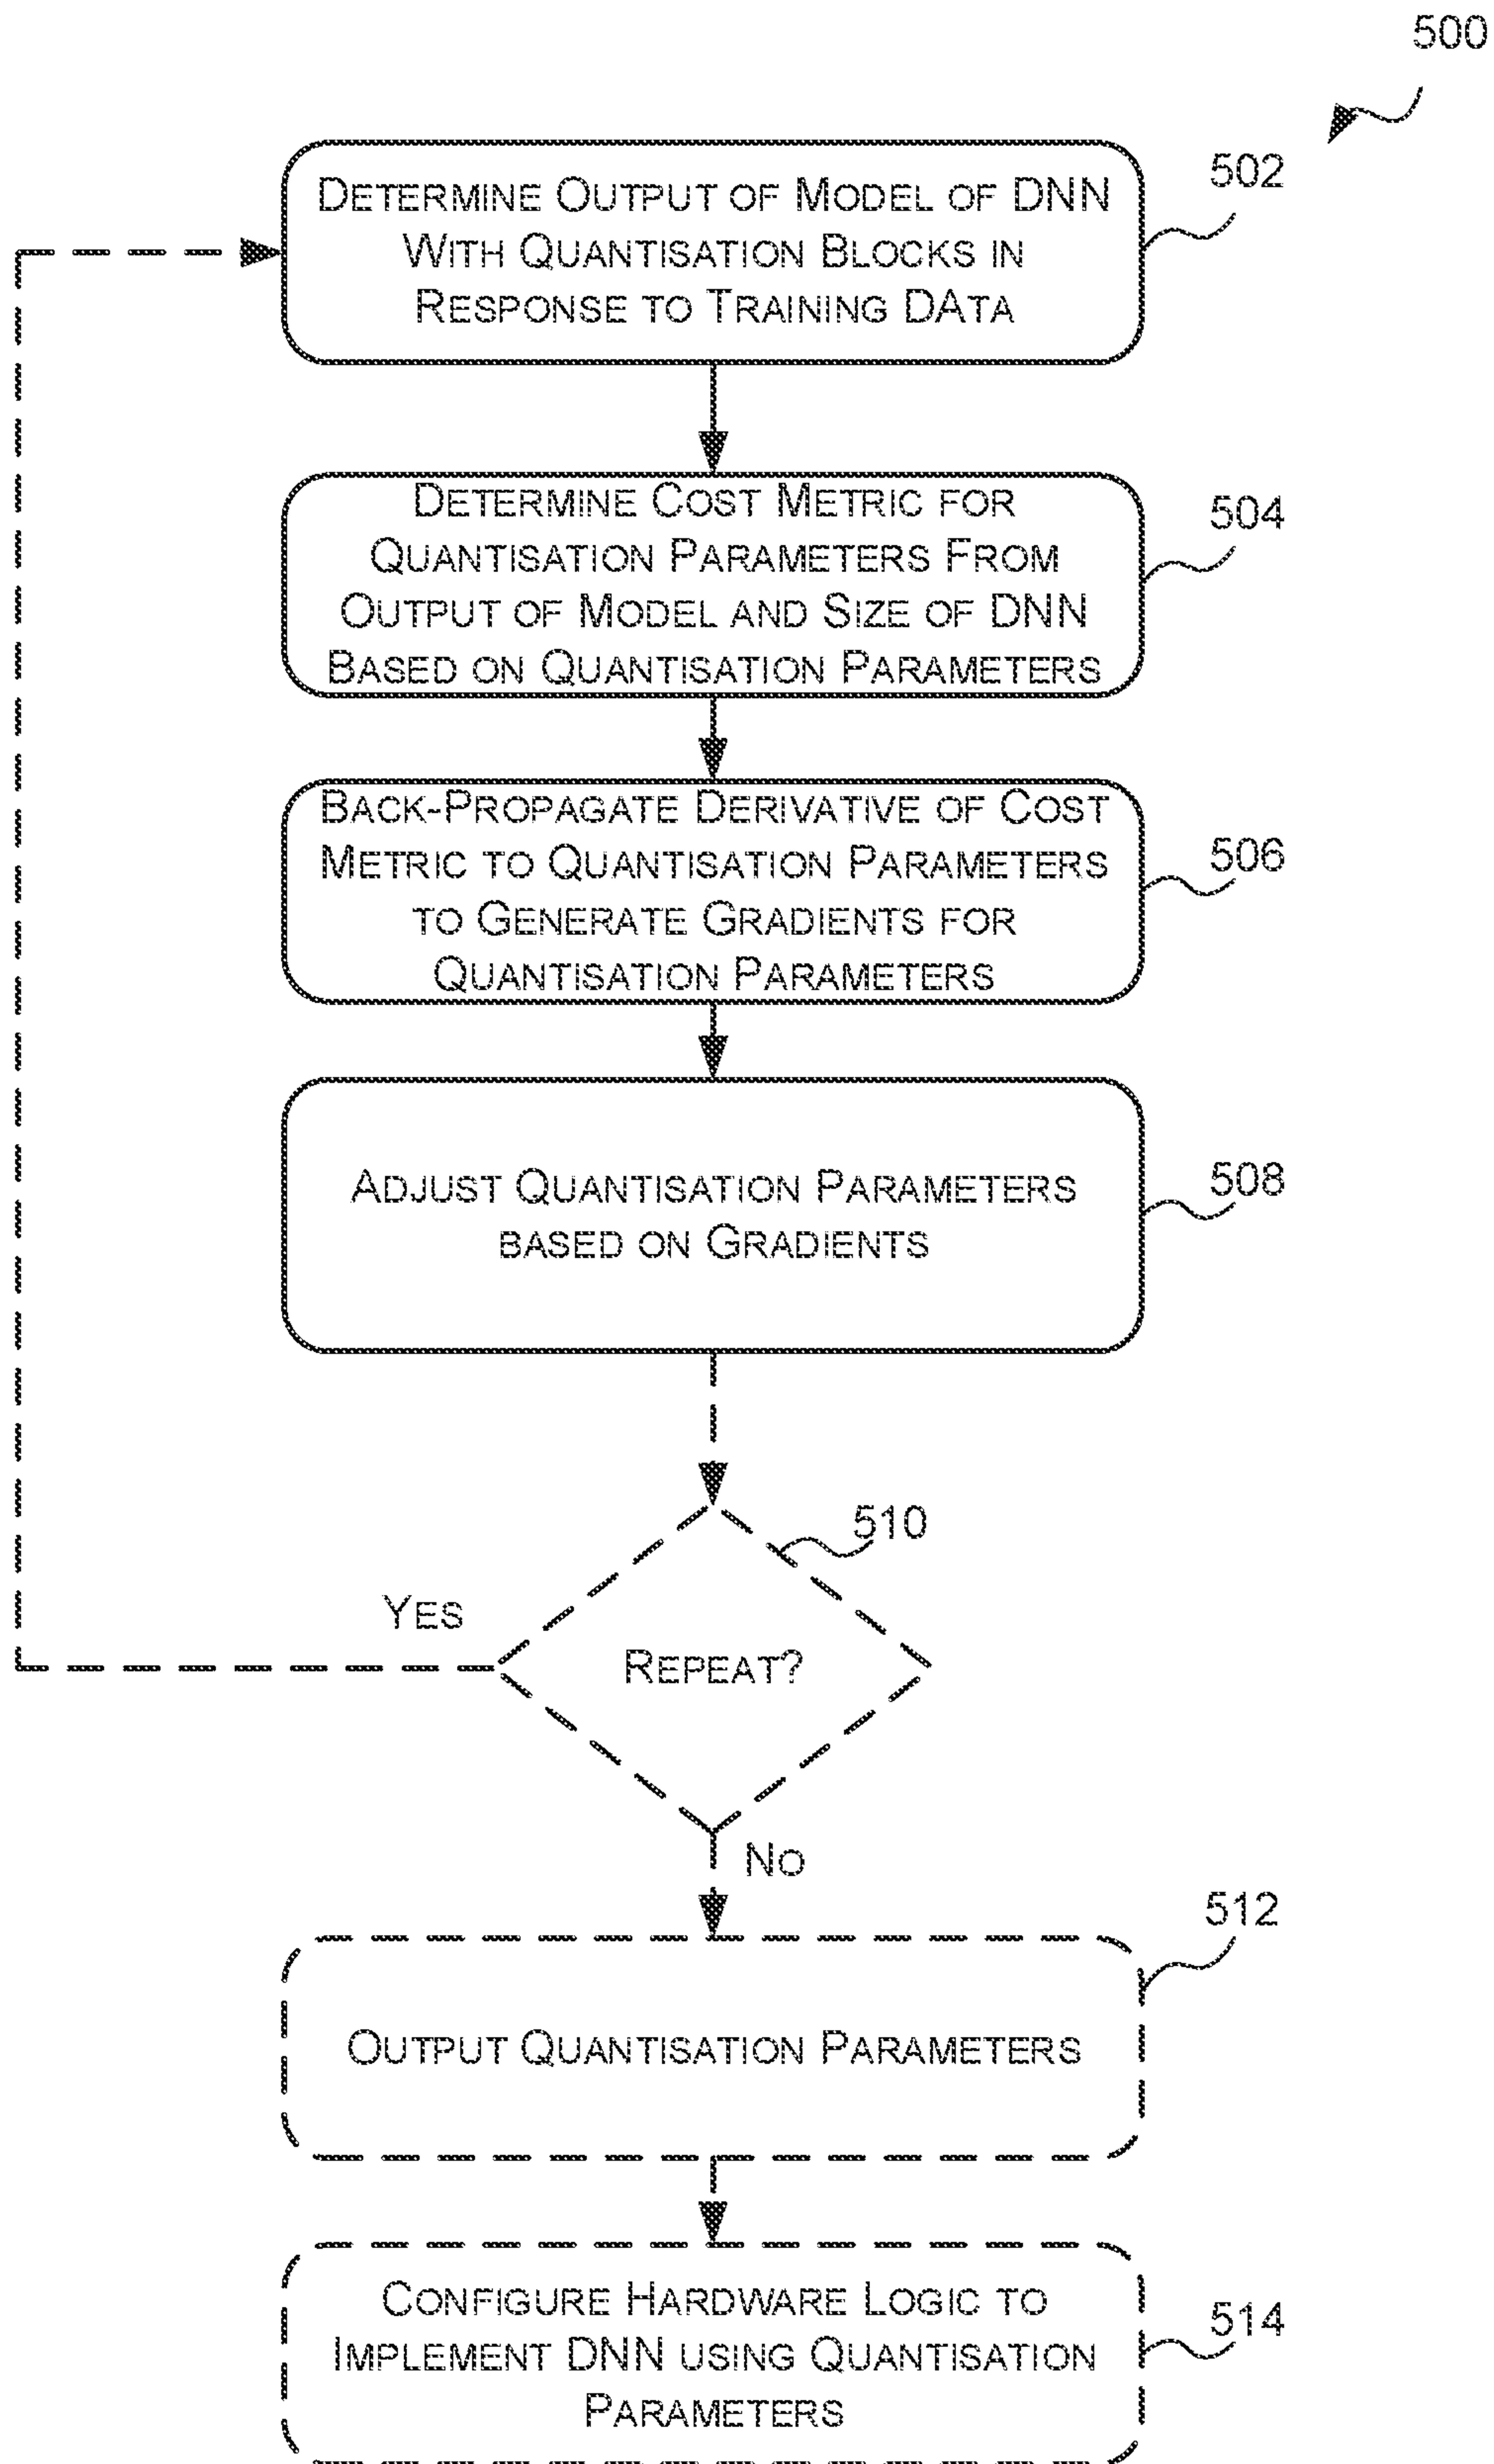 500
DETERMINE OUTPUT OF MODEL OF DNN
WITH QUANTISATION BLOCKS IN
RESPONSE TO TRAINING DATA
502
DETERMINE COST METRIC FOR
QUANTISATION PARAMETERS FROM
OUTPUT OF MODEL AND SIZE OF DNN
BASED ON QUANTISATION PARAMETERS
504
BACK-PROPAGATE DERIVATIVE OF COST
METRIC TO QUANTISATION PARAMETERS
TO GENERATE GRADIENTS FOR
QUANTISATION PARAMETERS
506
ADJUST QUANTISATION PARAMETERS
BASED ON GRADIENTS
508
510
YES
REPEAT?
NO
512
OUTPUT QUANTISATION PARAMETERS
CONFIGURE HARDWARE LOGIC TO
IMPLEMENT DNN USING QUANTISATION
PARAMETERS
514